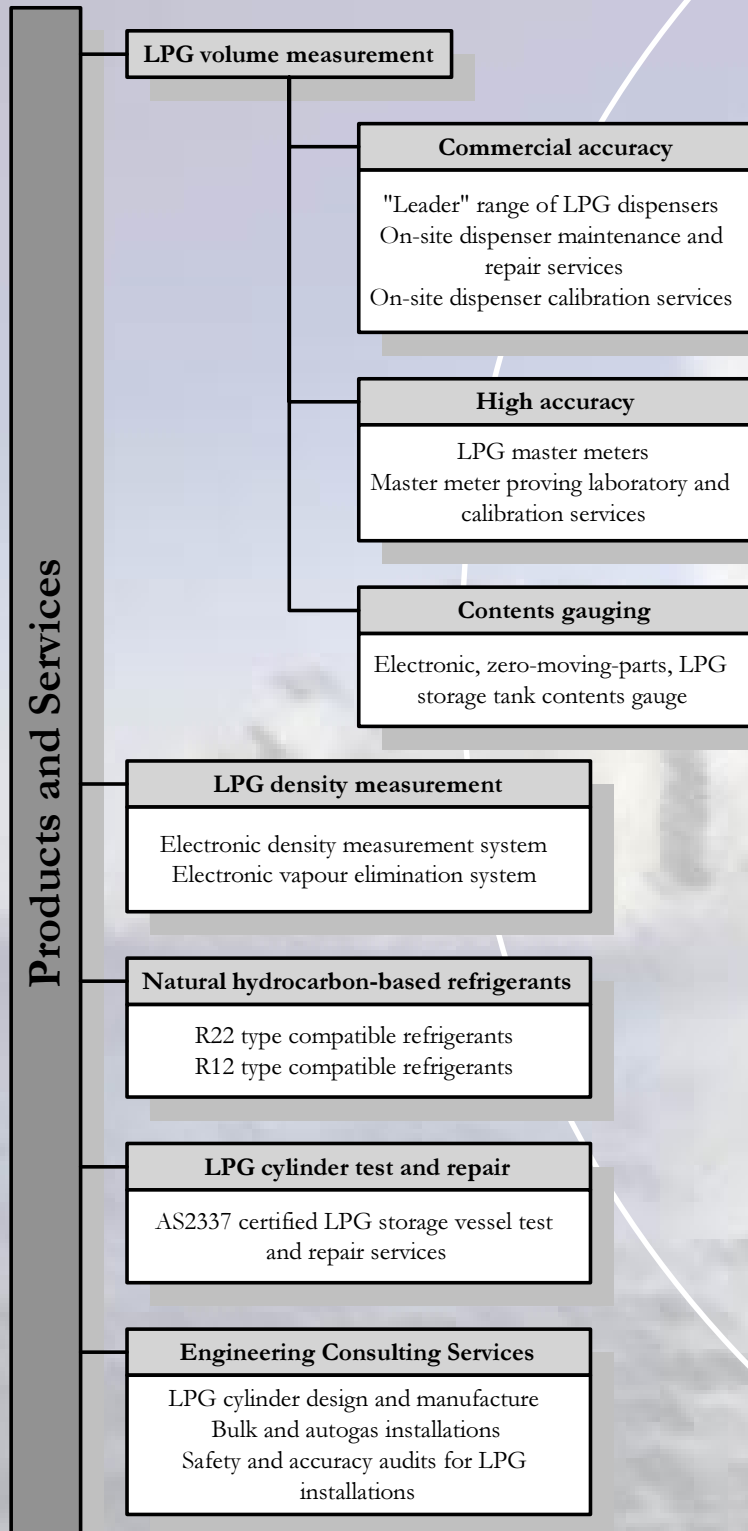 Products and Services
LPG volume measurement
Commercial accuracy
"Leader" range of LPG dispensers
On-site dispenser maintenance and
repair services
On-site dispenser calibration services
High accuracy
LPG master meters
Master meter proving laboratory and
calibration services
Contents gauging
Electronic, zero-moving-parts, LPG
storage tank contents gauge
LPG density measurement
Electronic density measurement system
Electronic vapour elimination system
Natural hydrocarbon-based refrigerants
R22 type compatible refrigerants
R12 type compatible refrigerants
LPG cylinder test and repair
AS2337 certified LPG storage vessel test
and repair services
Engineering Consulting Services
LPG cylinder design and manufacture
Bulk and autogas installations
Safety and accuracy audits for LPG
installations